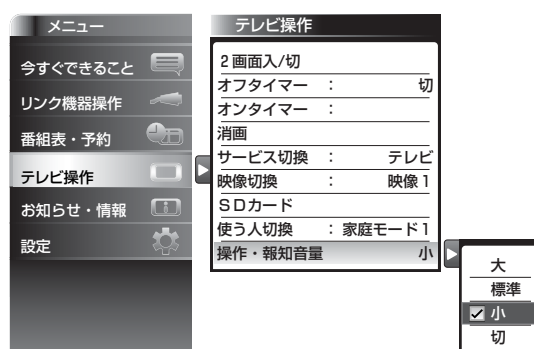 メニュー
今すぐできること
リンク機器操作
番組表・予約
テレビ操作
お知らせ・情報
設定
テレビ操作
2画面入/切
オフタイマー : 切
オンタイマー :
消画
サービス切換 : テレビ
映像切換 : 映像1
SDカード
使う人切換 : 家庭モード1
操作・報知音量 小
大
標準
小
切